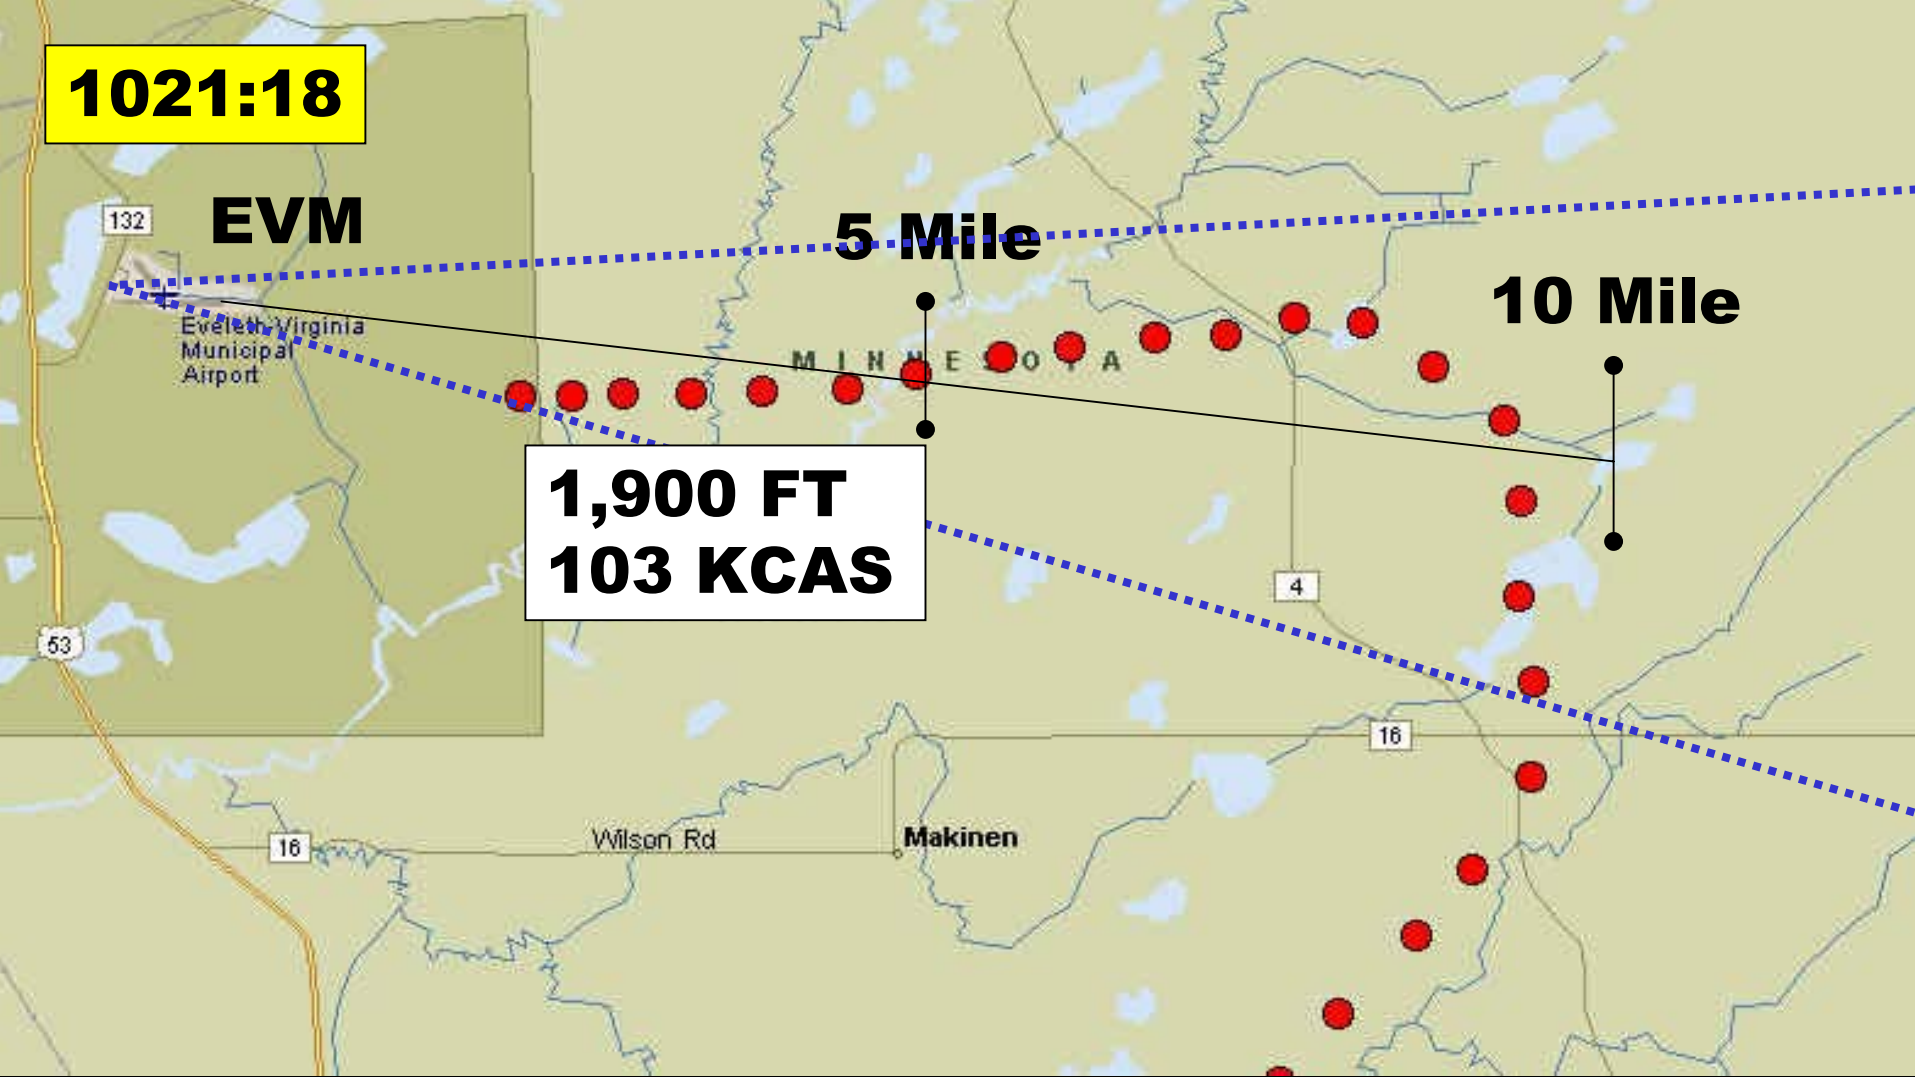 1021:18
132
EVM
5 Mile
10 Mile
Eveleth-Virginia
Municipal
Airport
MINNESOTA
1,900 FT
103 KCAS
4
53
16
16
Wilson Rd
Makinen